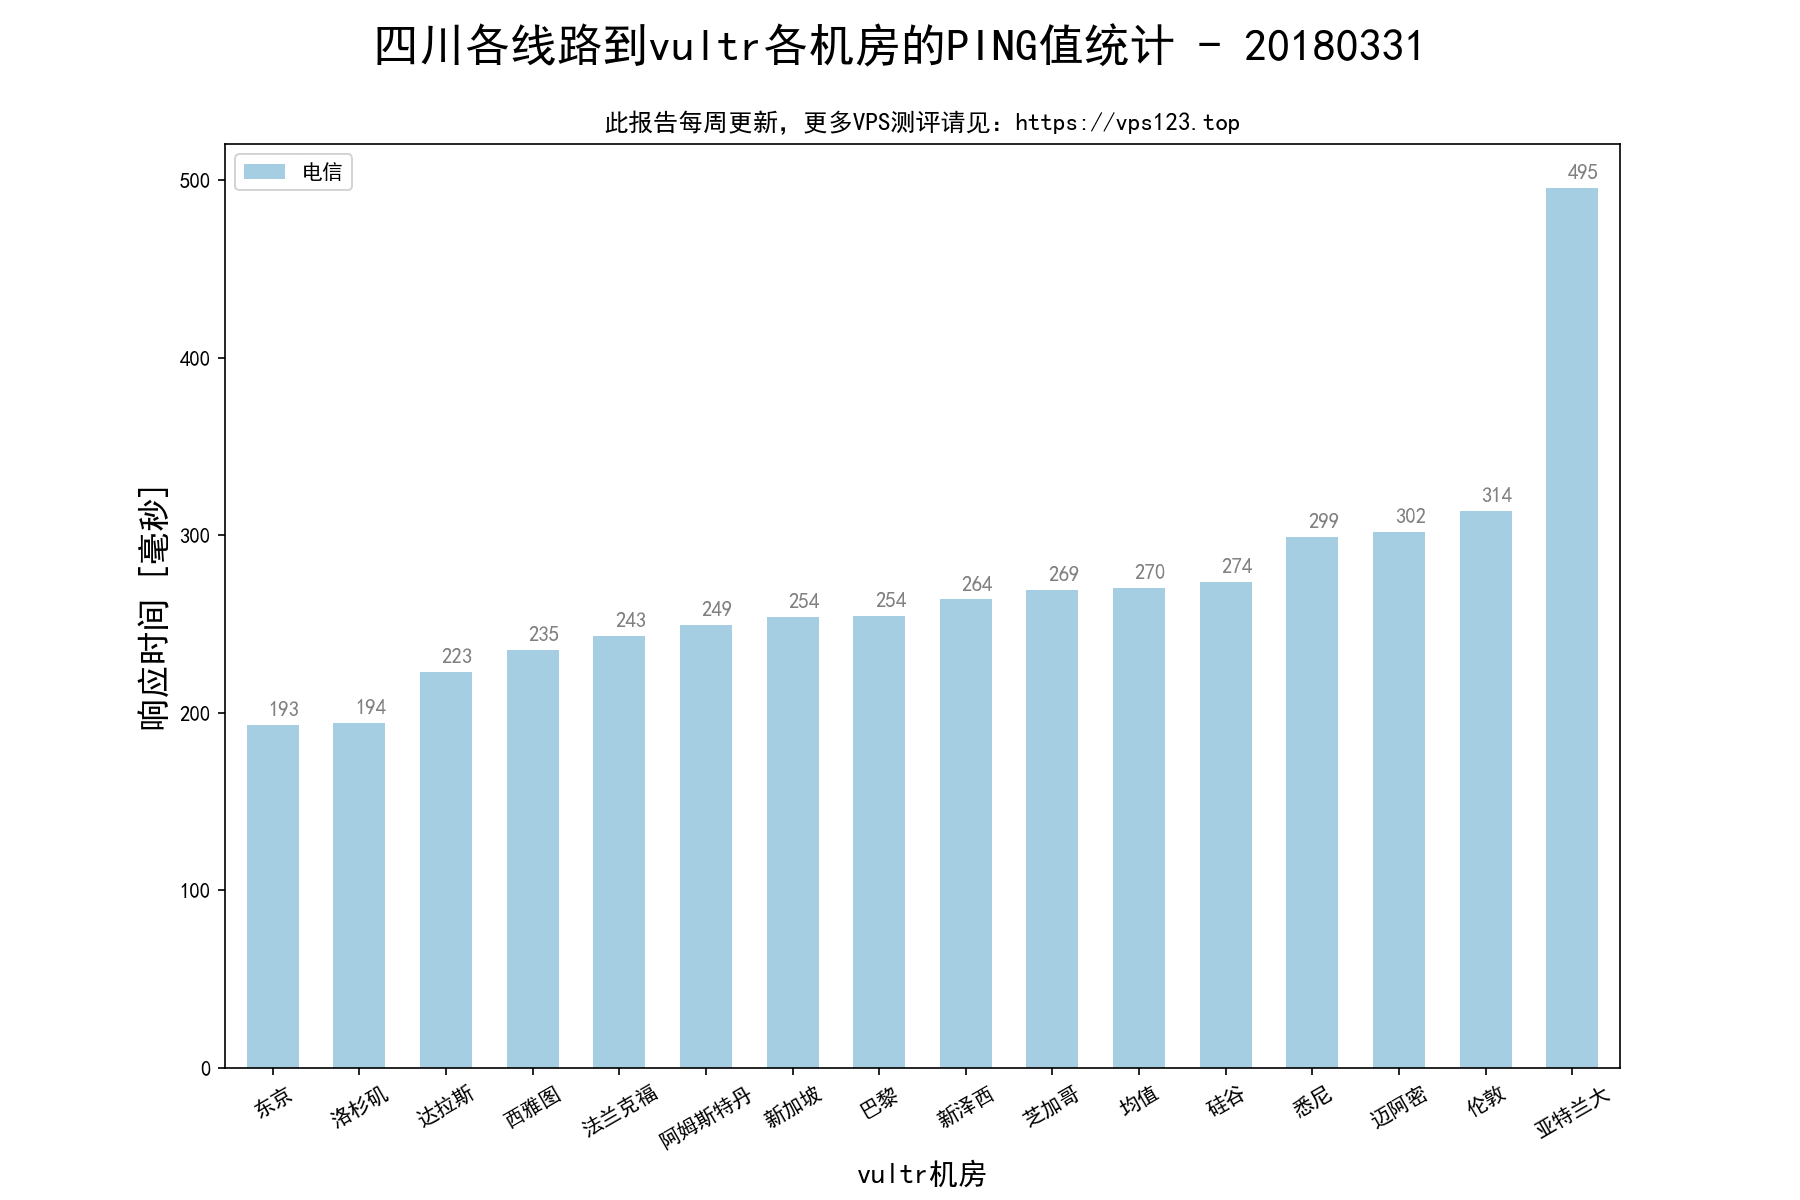 四川各线路到vultr各机房的PING值统计 - 20180331
此报告每周更新，更多VPS测评请见：https://vps123.top
电信
响应时间 [毫秒]
500
400
300
200
100
0
193
194
223
235
243
249
254
254
264
269
270
274
299
302
314
495
东京
洛杉矶
达拉斯
西雅图
法兰克福
阿姆斯特丹
新加坡
巴黎
新泽西
芝加哥
均值
硅谷
悉尼
迈阿密
伦敦
亚特兰大
vultr机房